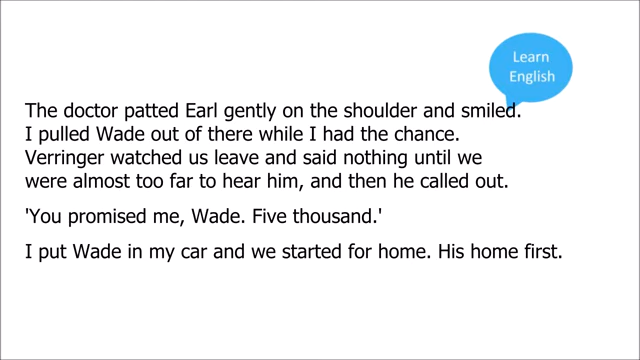 Learn
English
The doctor patted Earl gently on the shoulder and smiled.
I pulled Wade out of there while I had the chance.
Verringer watched us leave and said nothing until we
were almost too far to hear him, and then he called out.
'You promised me, Wade. Five thousand.'
I put Wade in my car and we started for home. His home first.